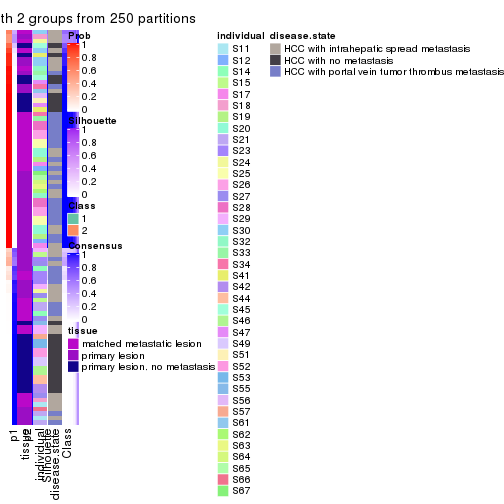 th 2 groups from 250 partitions
Prob
1
0.8
0.6
0.4
0.2
0
Silhouette
1
0.8
0.6
0.4
0.2
0
Class
1
2
Consensus
1
0.8
0.6
0.4
0.2
0
tissue
matched metastatic lesion
primary lesion
primary lesion, no metastasis
individual
S11
S12
S14
S15
S17
S18
S19
S20
S21
S23
S24
S25
S26
S27
S28
S29
S30
S32
S33
S34
S41
S42
S44
S45
S46
S47
S49
S51
S52
S53
S55
S56
S57
S61
S62
S63
S64
S65
S66
S67
disease.state
HCC with intrahepatic spread metastasis
HCC with no metastasis
HCC with portal vein tumor thrombus metastasis
p1
p2
tissue
individual
Silhouette
disease.state
Class